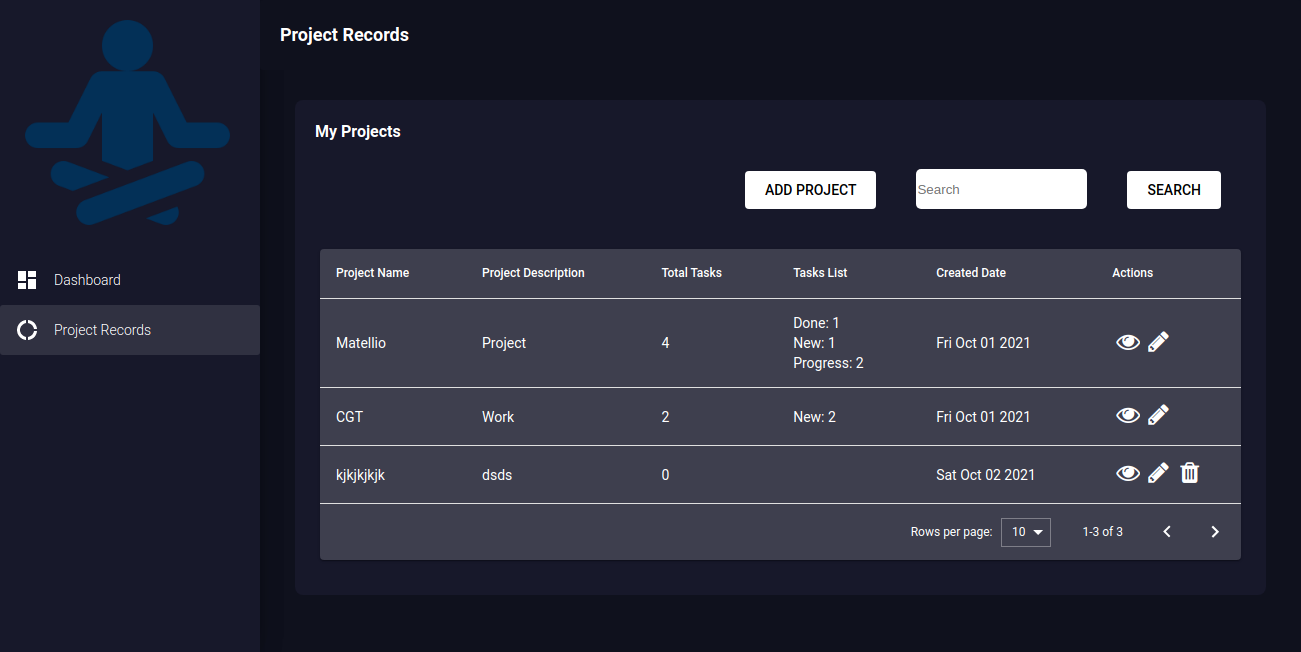 Project Records
My Projects
ADD PROJECT Search SEARCH
Dashboard
Project Records
Project Name Project Description Total Tasks Tasks List Created Date Actions
Matellio Project 4 Done: 1 New: 1 Progress: 2 Fri Oct 01 2021
CGT Work 2 New: 2 Fri Oct 01 2021
kjkjkjkjk dsds 0 Sat Oct 02 2021
Rows per page: 10 1-3 of 3